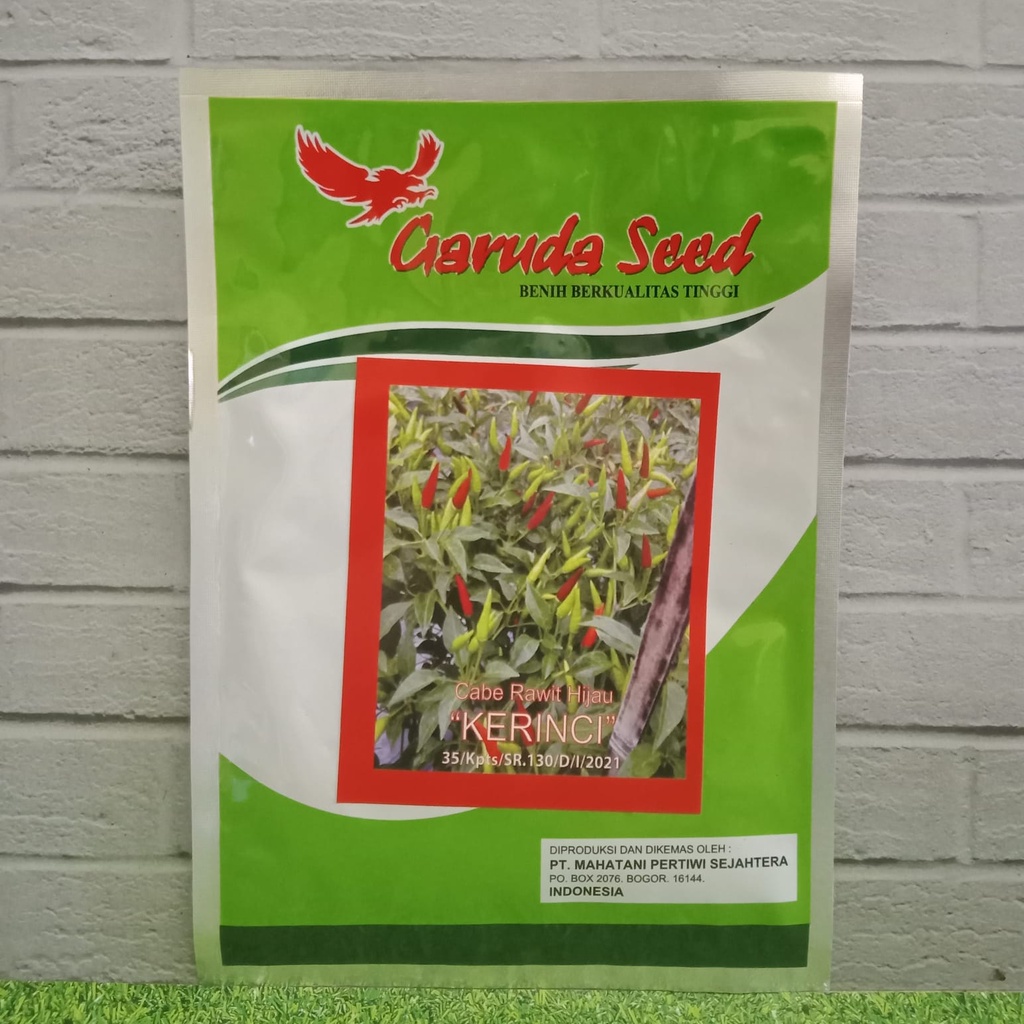 Garuda Seed
BENIH BERKUALITAS TINGGI
Cabe Rawit Hijau
"KERINCI"
35/Kpts/SR.130/D/I/2021
DIPRODUKSI DAN DIKEMAS OLEH :
PT. MAHATANI PERTIWI SEJAHTERA
PO. BOX 2076. BOGOR. 16144.
INDONESIA